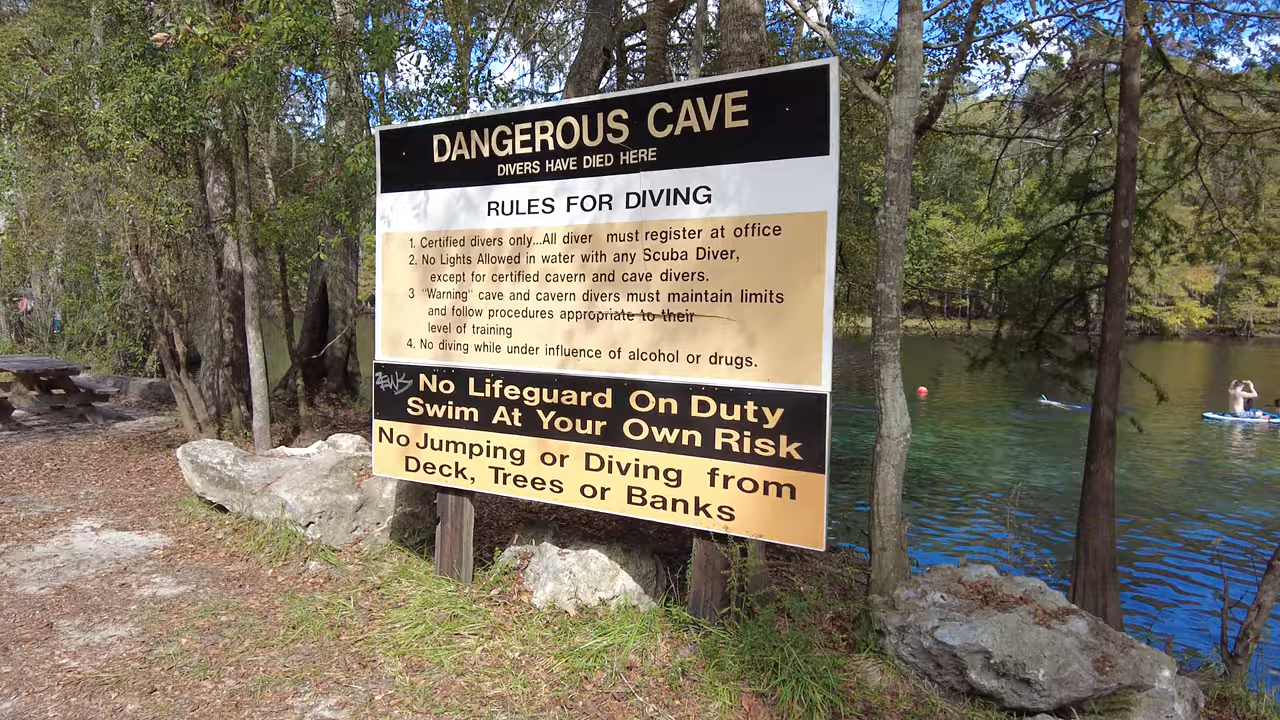 DANGEROUS CAVE
DIVERS HAVE DIED HERE
RULES FOR DIVING
1. Certified divers only...All diver must register at office
2. No Lights Allowed in water with any Scuba Diver,
except for certified cavern and cave divers.
3 "Warning" cave and cavern divers must maintain limits
and follow procedures appropriate to their
level of training
4. No diving while under influence of alcohol or drugs.
No Lifeguard On Duty
Swim At Your Own Risk
No Jumping or Diving from
Deck, Trees or Banks